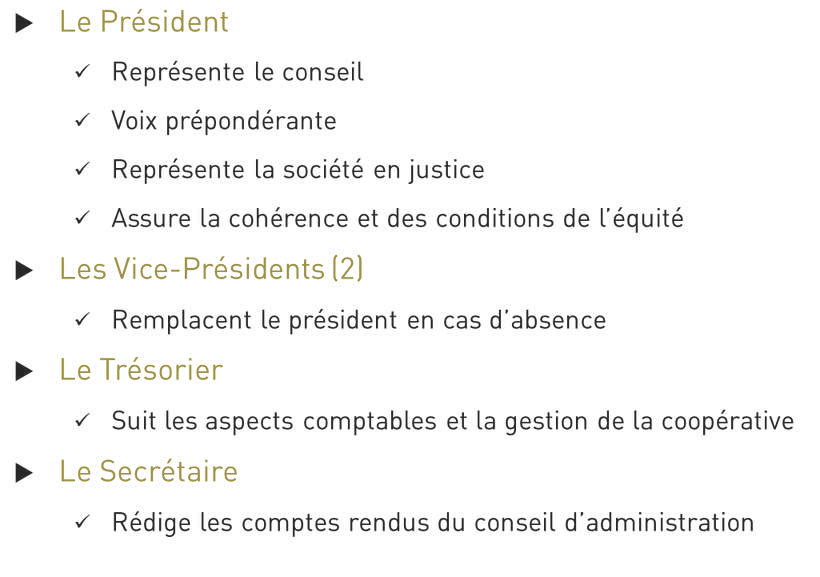 Le Président
Représente le conseil
Voix prépondérante
Représente la société en justice
Assure la cohérence et des conditions de l’équité
Les Vice-Présidents (2)
Remplacent le président en cas d’absence
Le Trésorier
Suit les aspects comptables et la gestion de la coopérative
Le Secrétaire
Rédige les comptes rendus du conseil d’administration